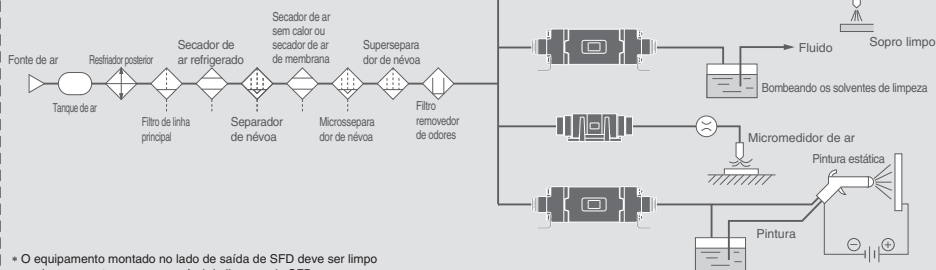 Fonte de ar
Tanque de ar
Resfriador posterior
Filtro de linha
principal
Secador de
ar refrigerado
Separador
de névoa
Secador de ar
sem calor ou
secador de ar
de membrana
Microssepara
dor de névoa
Supersepara
dor de névoa
Filtro
removedor
de odores
Sopro limpo
Fluido
Bombeando os solventes de limpeza
Micromedidor de ar
Pintura estática
Pintura
* O equipamento montado no lado de saída de SFD deve ser limpo